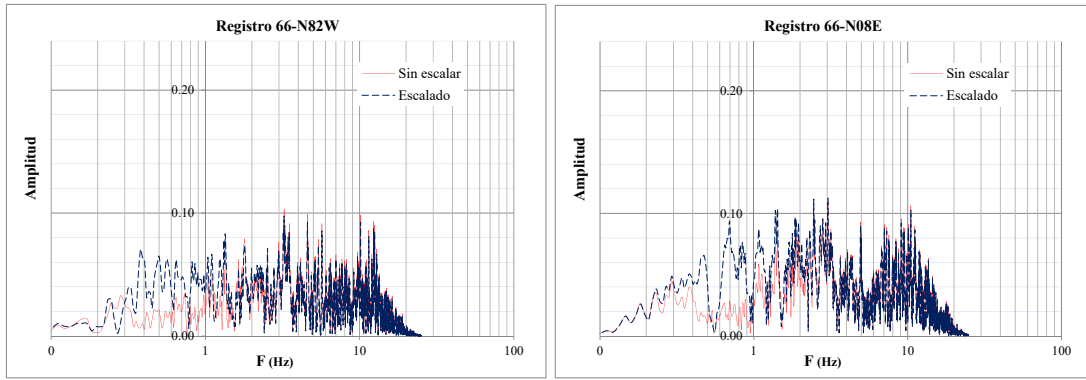 Registro 66-N82W
Sin escalar
Escalado
0.20
0.10
0.00
Amplitud
0
1
10
100
F (Hz)
Registro 66-N08E
Sin escalar
Escalado
0.20
0.10
0.00
Amplitud
0
1
10
100
F (Hz)